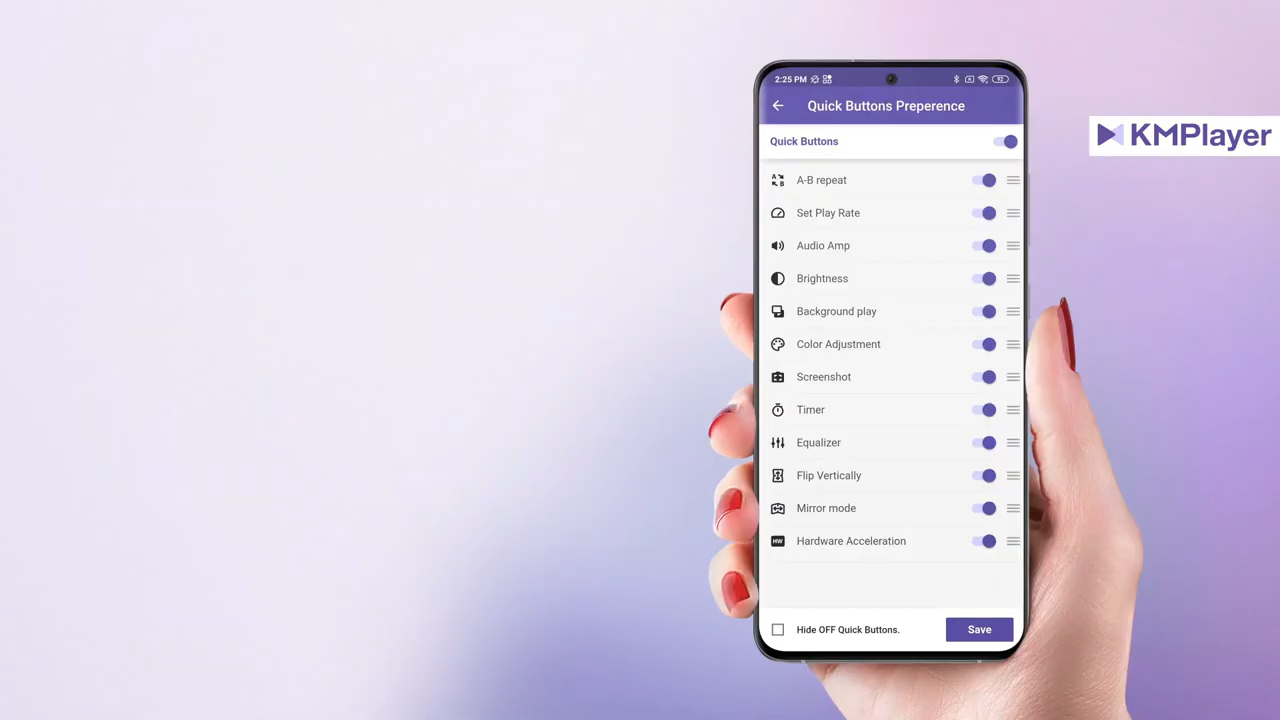 2:25 PM
92
Quick Buttons Preperence
KMPlayer
Quick Buttons
A B
A-B repeat
Set Play Rate
Audio Amp
Brightness
Background play
Color Adjustment
Screenshot
Timer
Equalizer
Flip Vertically
Mirror mode
HW
Hardware Acceleration
Hide OFF Quick Buttons.
Save